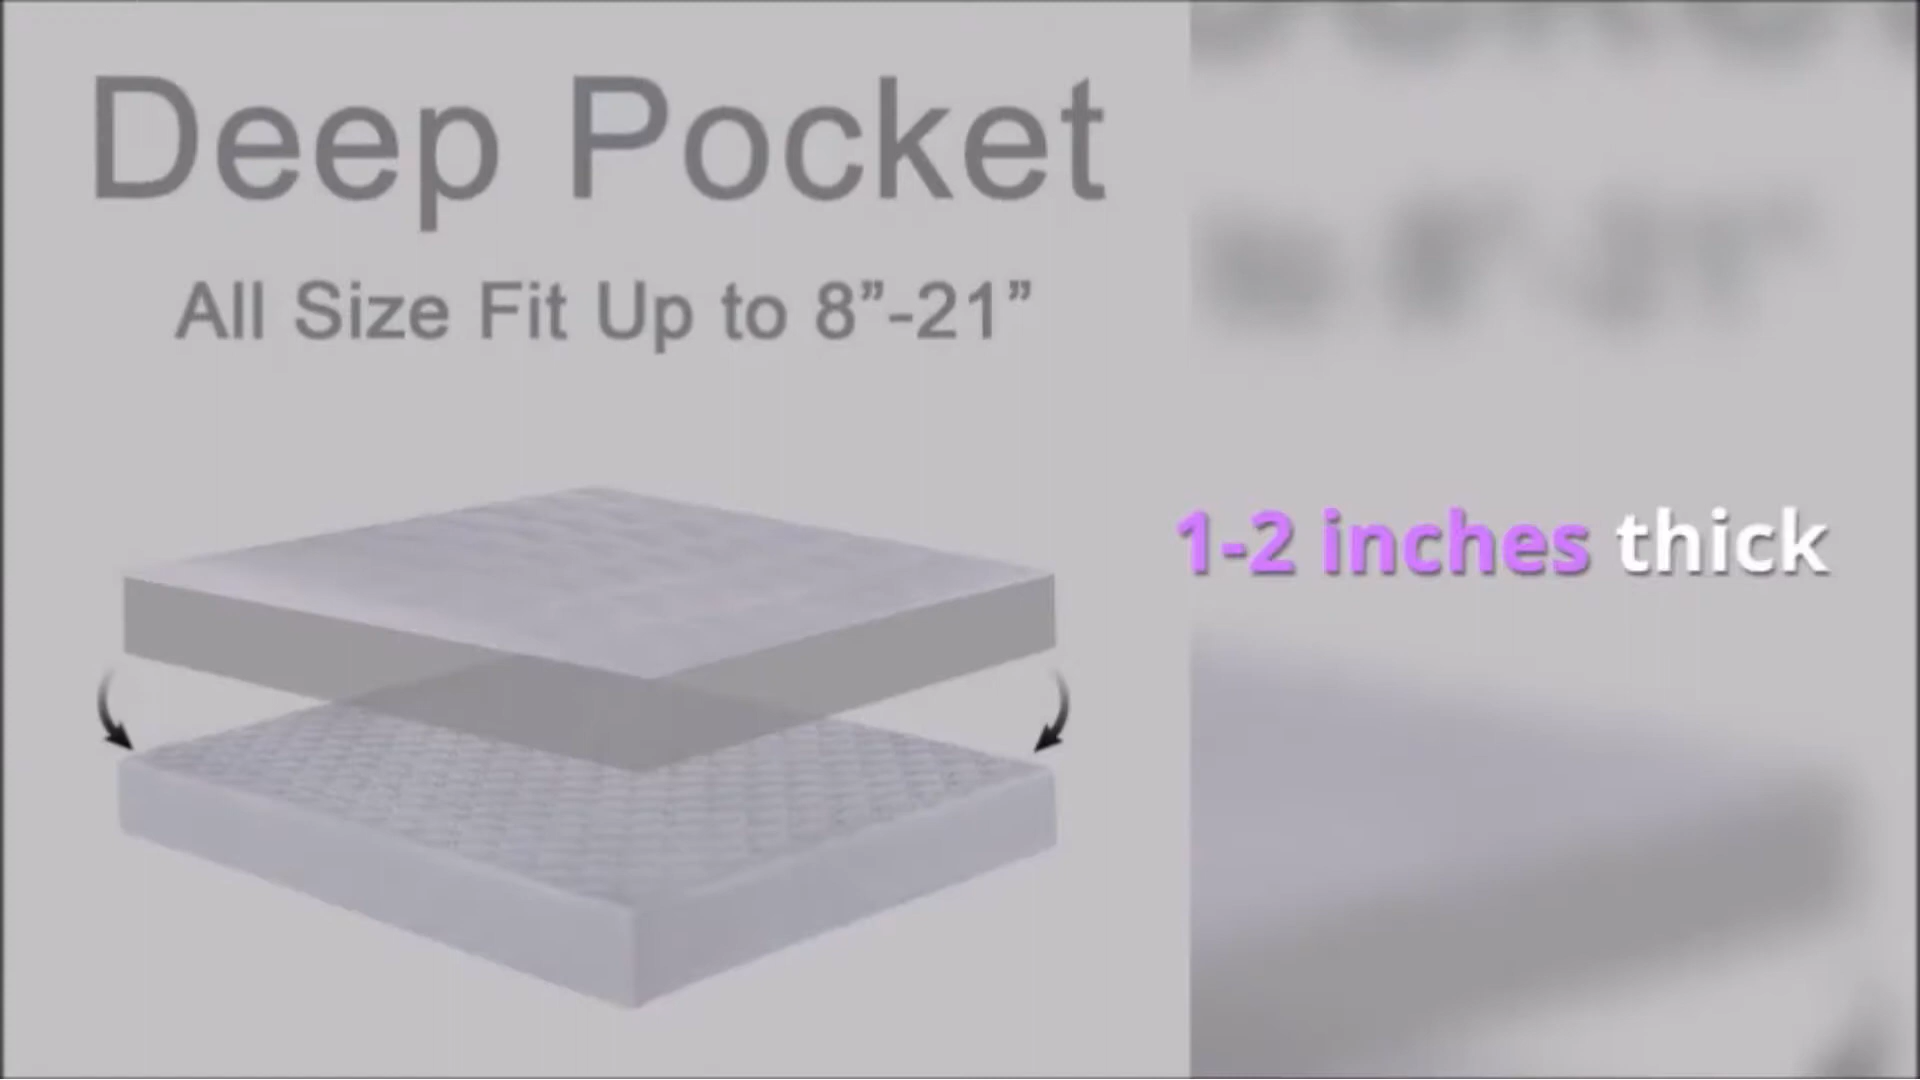 Deep Pocket
All Size Fit Up to 8”-21”
1-2 inches thick